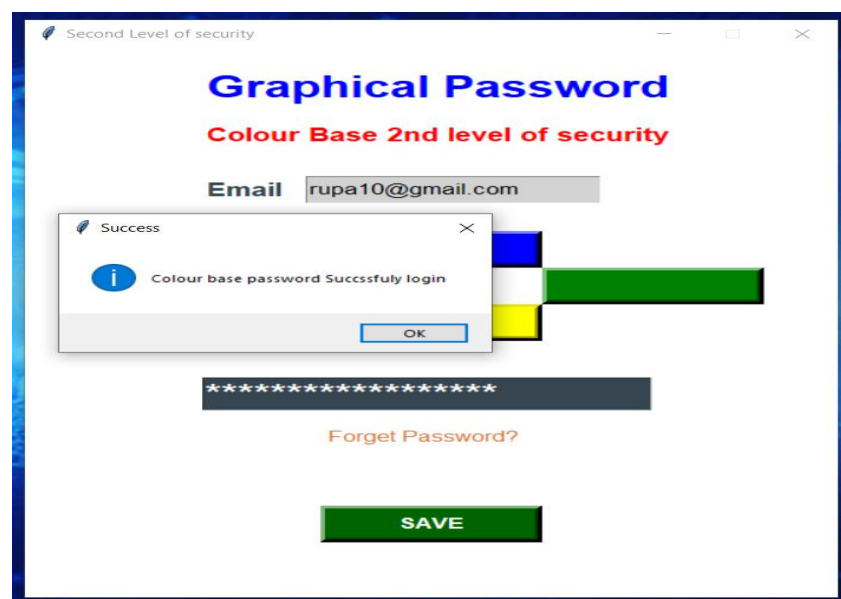 Second Level of security
Graphical Password
Colour Base 2nd level of security
Email rupa10@gmail.com
Success
Colour base password Succssfuly login
OK
******************
Forget Password?
SAVE